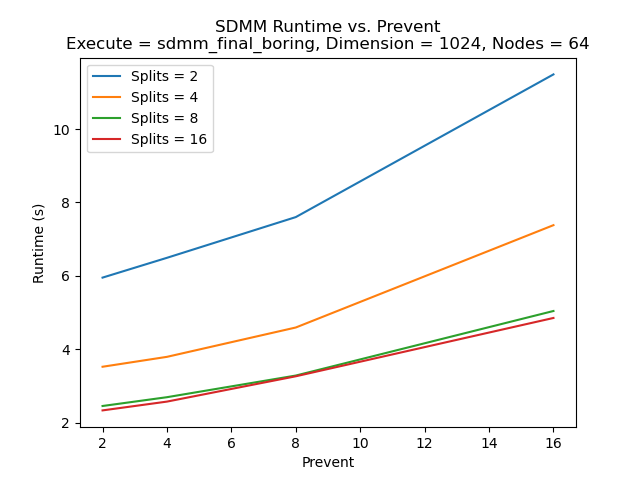 SDMM Runtime vs. Prevent
Execute = sdmm_final_boring, Dimension = 1024, Nodes = 64
Splits = 2
Splits = 4
Splits = 8
Splits = 16
Runtime (s)
10
8
6
4
2
2 4 6 8 10 12 14 16
Prevent